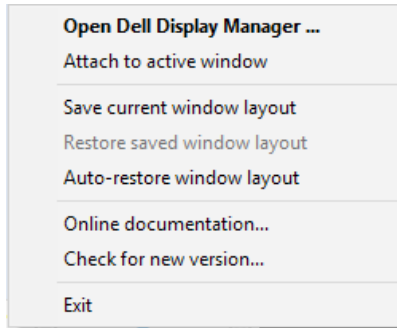 Open Dell Display Manager ...
Attach to active window
Save current window layout
Restore saved window layout
Auto-restore window layout
Online documentation...
Check for new version...
Exit